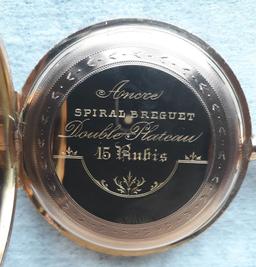 Ancre
SPIRAL BREGUET
Double Plateau
15 Rubis